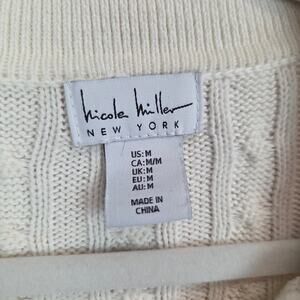 Nicole Miller
NEW YORK
US: M
CA: M/M
UK: M
EU: M
AU: M
MADE IN
CHINA